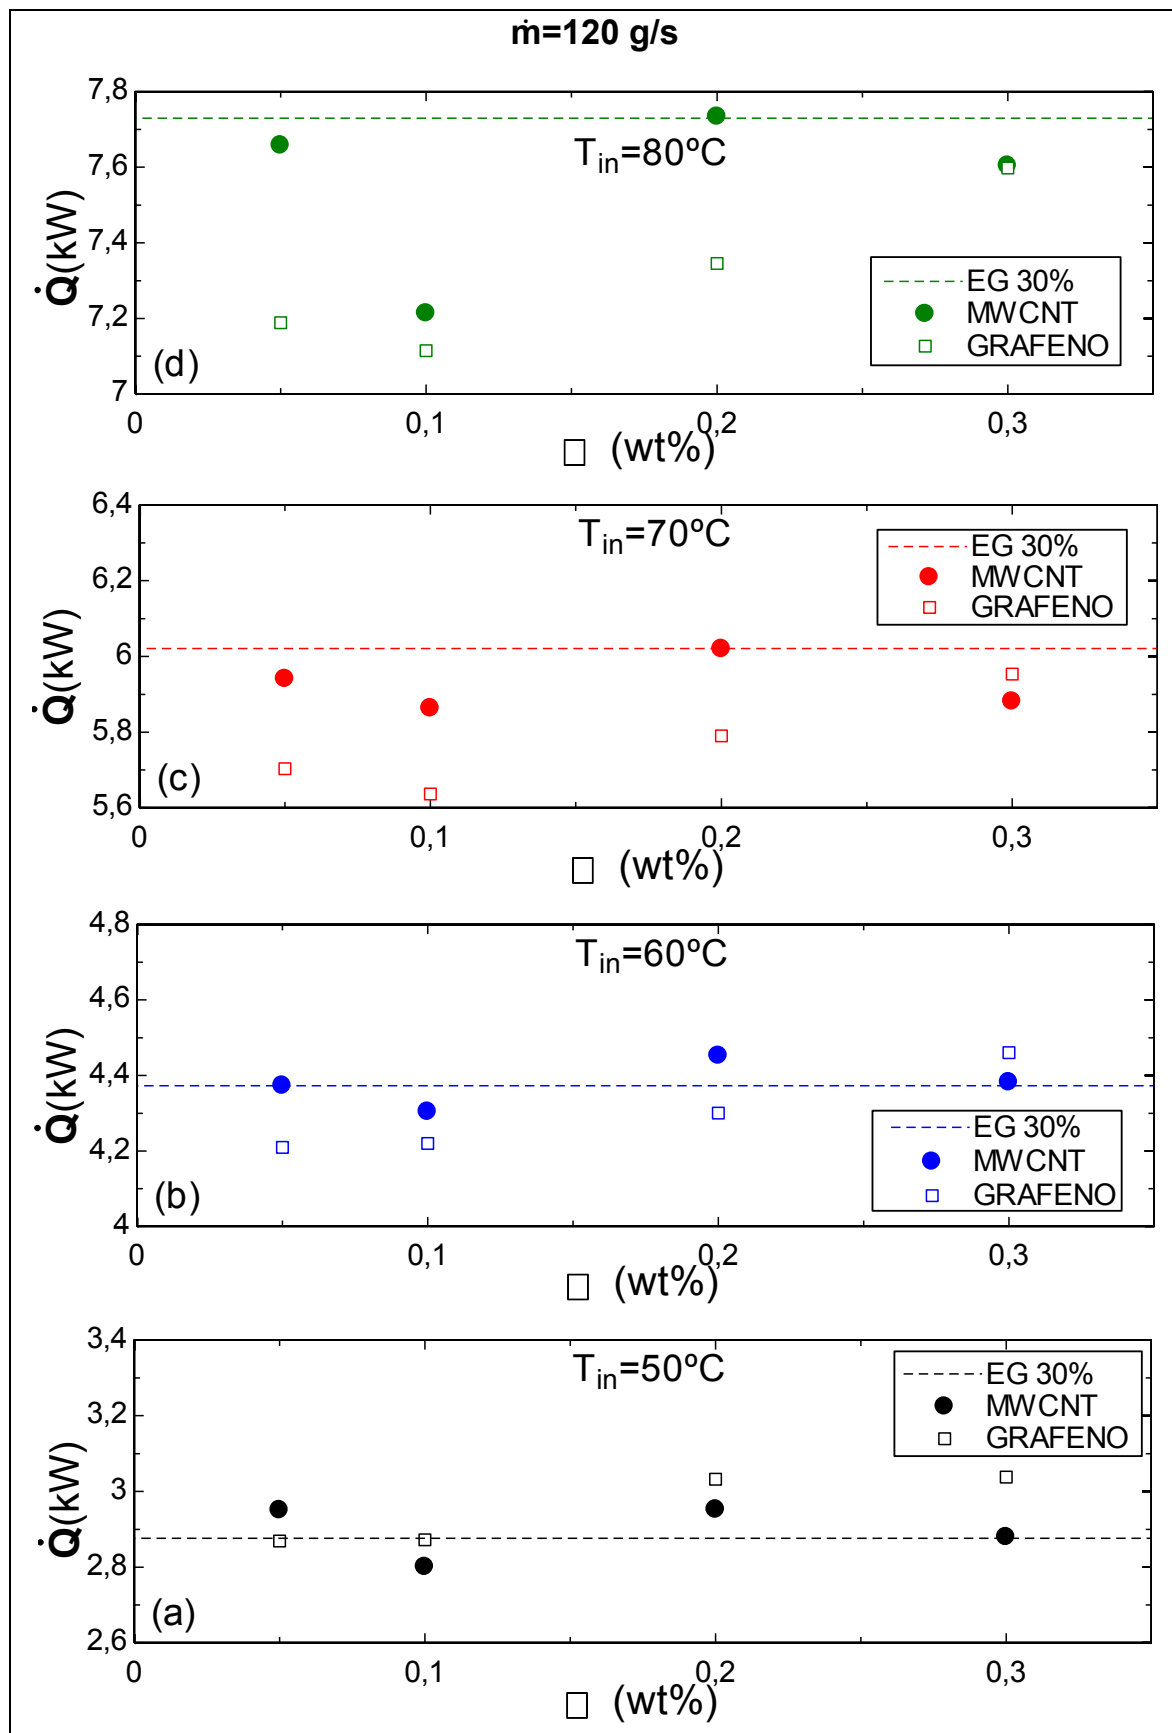 ṁ=120 g/s
7,8
7,6
7,4
7,2
7
Q̇(kW)
T_in=80ºC
EG 30%
MWCNT
GRAFENO
(d)
0 0,1 0,2 0,3
□ (wt%)
6,4
6,2
6
5,8
5,6
Q̇(kW)
T_in=70ºC
EG 30%
MWCNT
GRAFENO
(c)
0 0,1 0,2 0,3
□ (wt%)
4,8
4,6
4,4
4,2
4
Q̇(kW)
T_in=60ºC
EG 30%
MWCNT
GRAFENO
(b)
0 0,1 0,2 0,3
□ (wt%)
3,4
3,2
3
2,8
2,6
Q̇(kW)
T_in=50ºC
EG 30%
MWCNT
GRAFENO
(a)
0 0,1 0,2 0,3
□ (wt%)